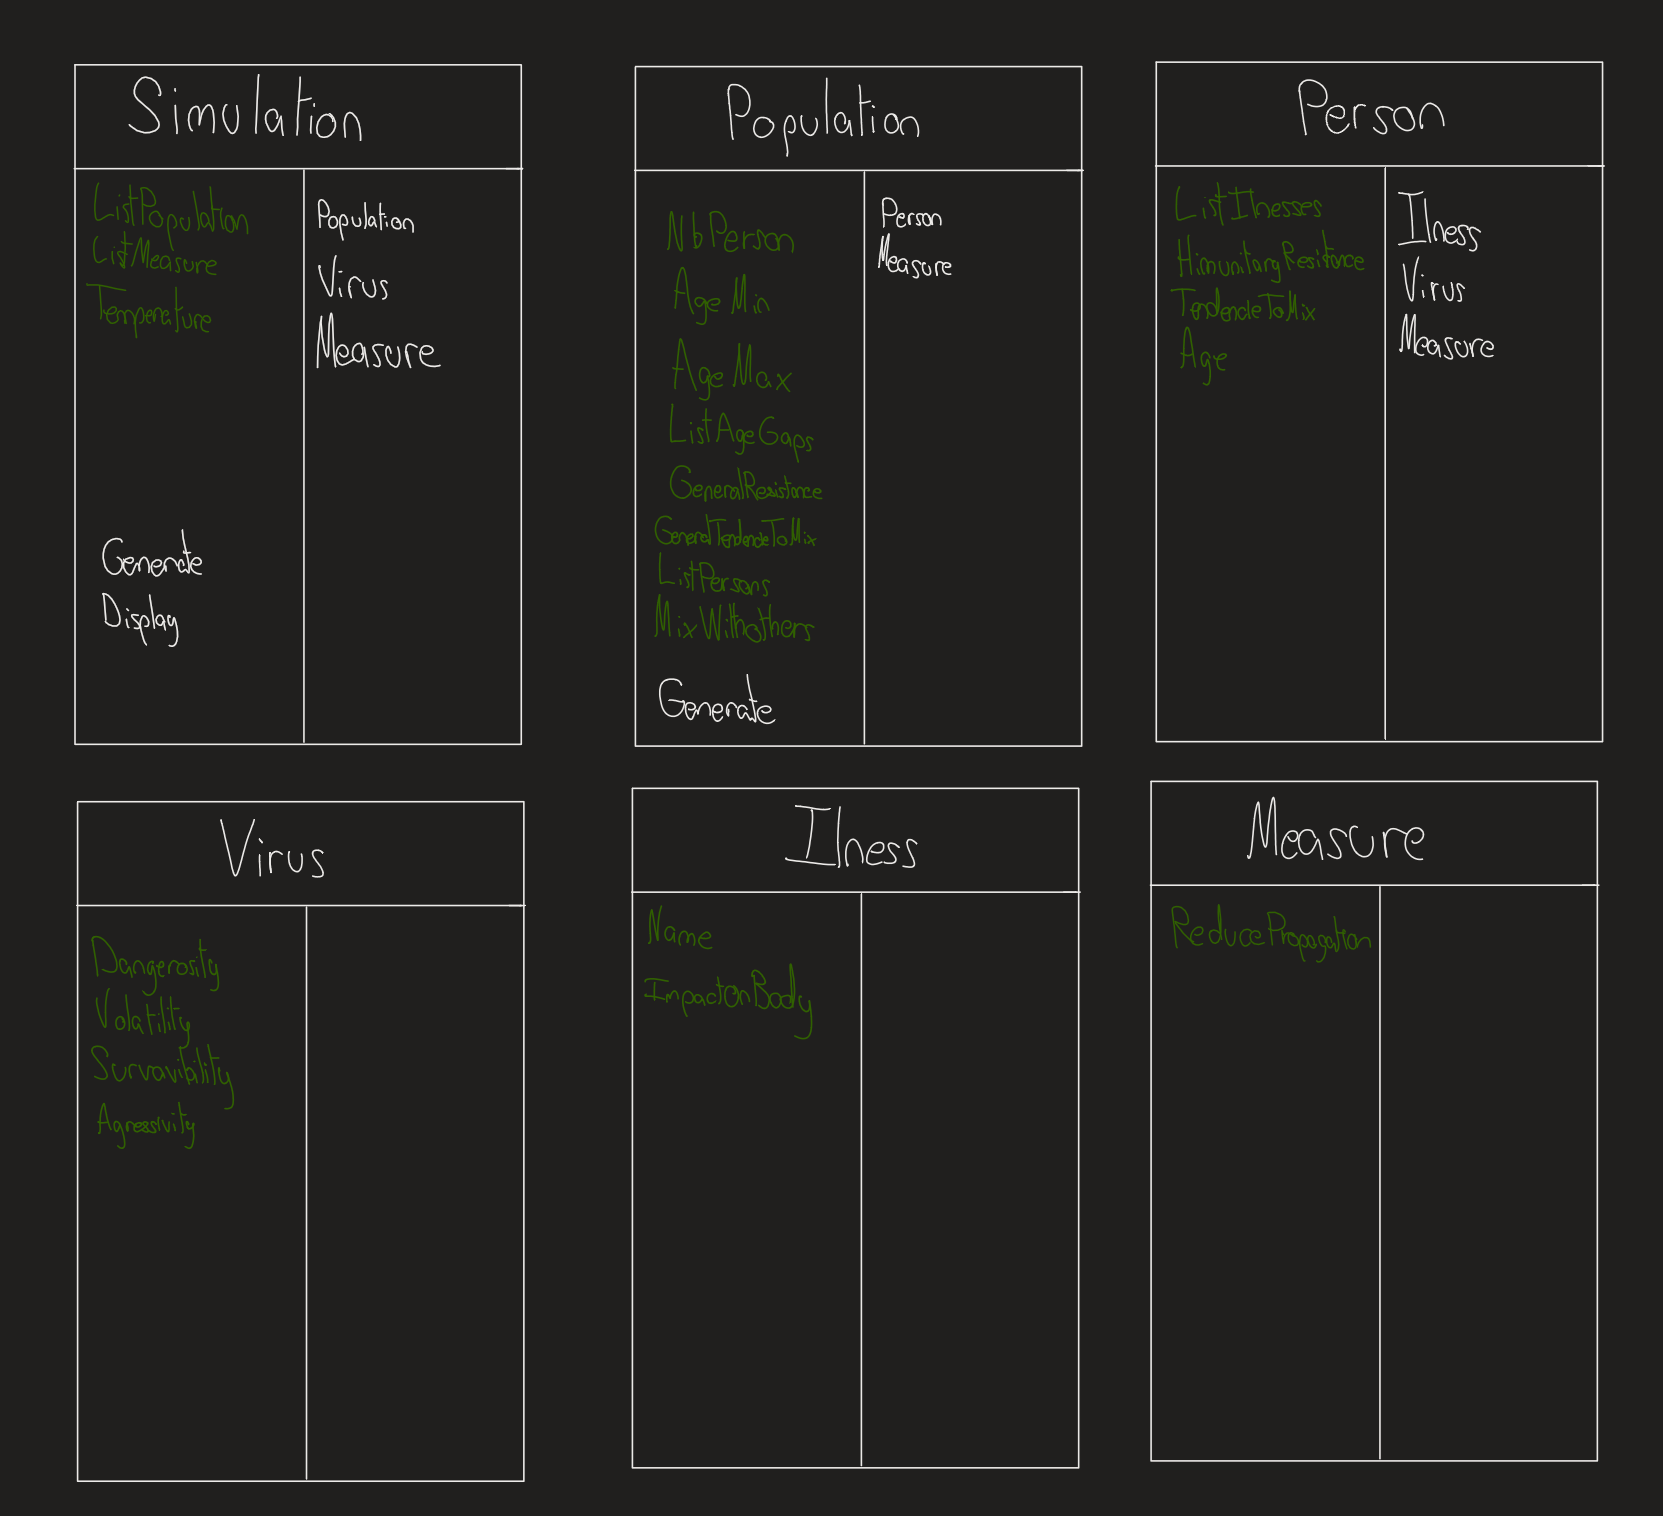 Simulation
ListPopulation
ListMeasure
Temperature
Generate
Display
Population
Virus
Measure
Population
NbPerson
Age Min
Age Max
ListAgeGaps
GeneralResistance
GeneralTendenceToMix
ListPersons
MixWithothers
Generate
Person
Measure
Person
ListIlnesses
HimunitaryResitance
TendenceToMix
Age
Ilness
Virus
Measure
Virus
Dangerosity
Volatility
Survavibility
Agressivity
Ilness
Name
ImpactOnBody
Measure
ReducePropagation